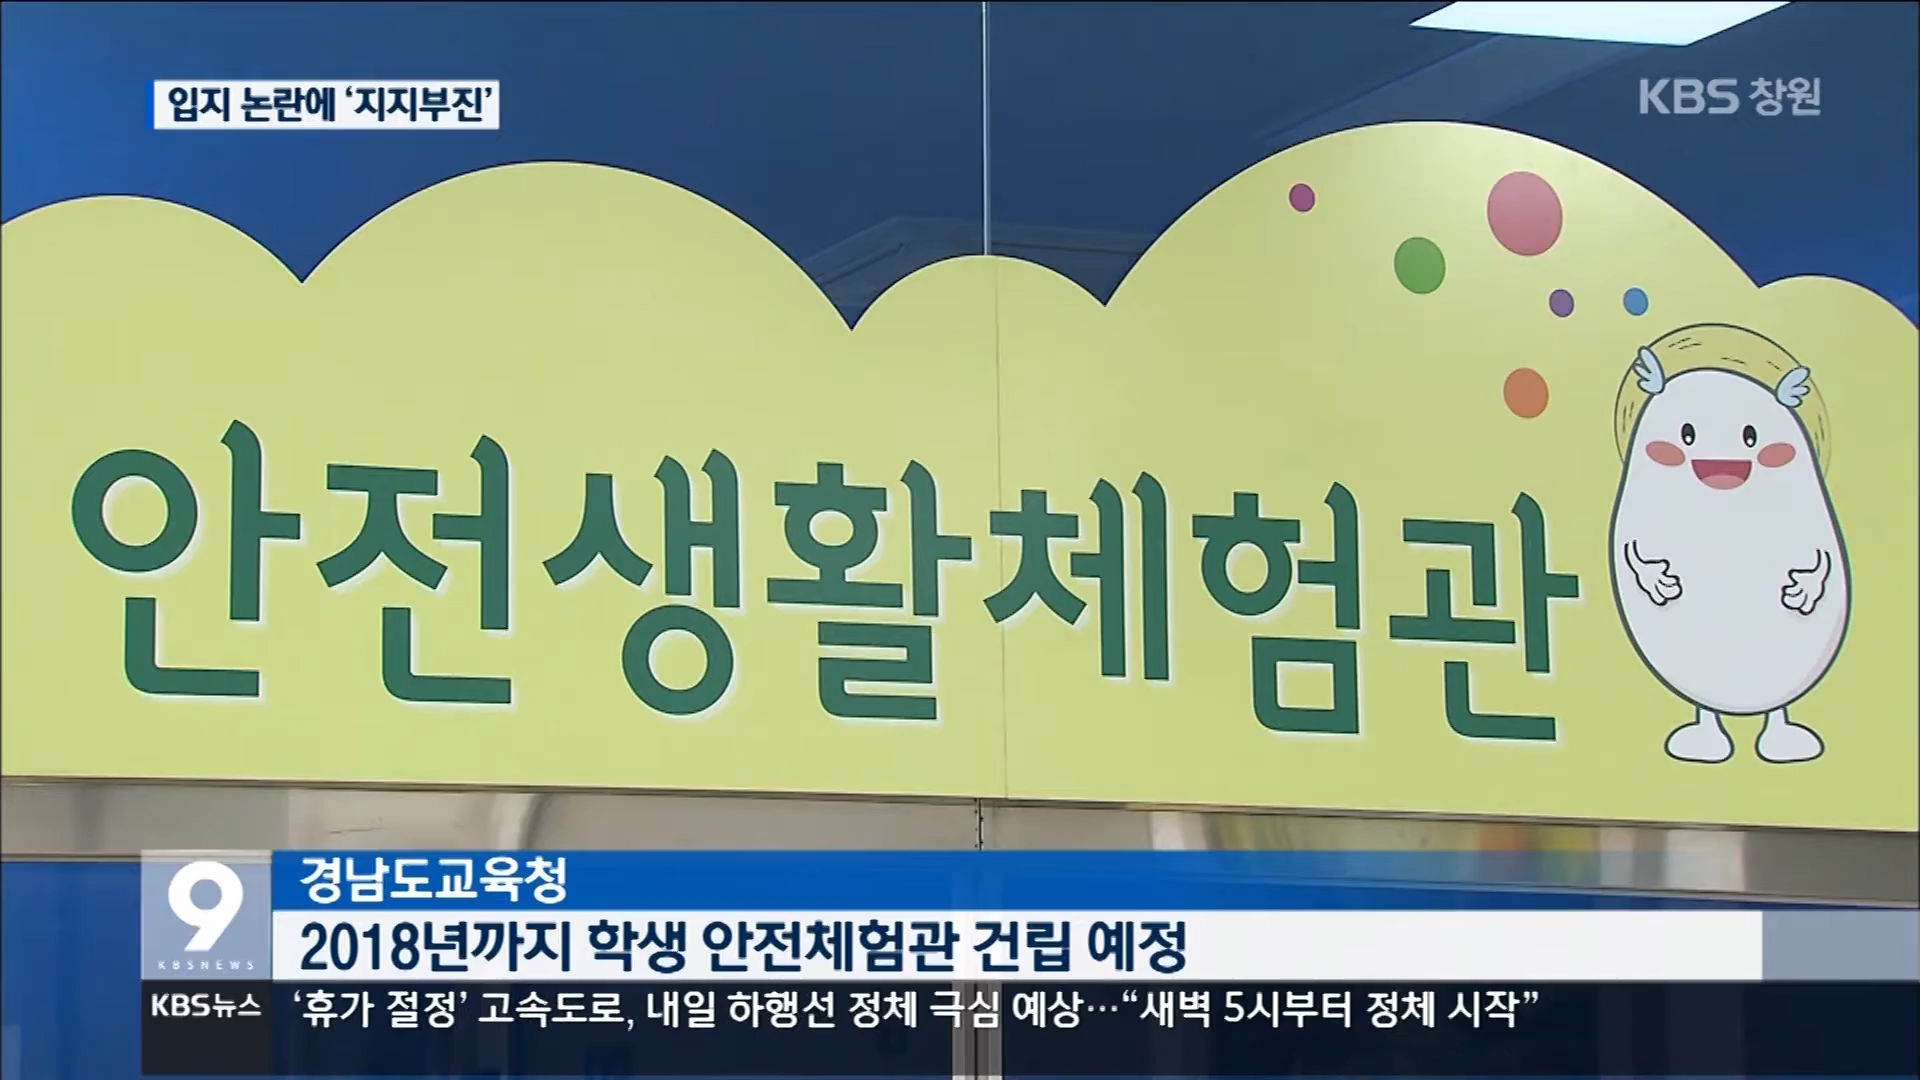 입지 논란에 ‘지지부진’
KBS 창원
안전생활체험관
9
KBS NEWS
경남도교육청
2018년까지 학생 안전체험관 건립 예정
KBS뉴스
‘휴가 절정’ 고속도로, 내일 하행선 정체 극심 예상…“새벽 5시부터 정체 시작”